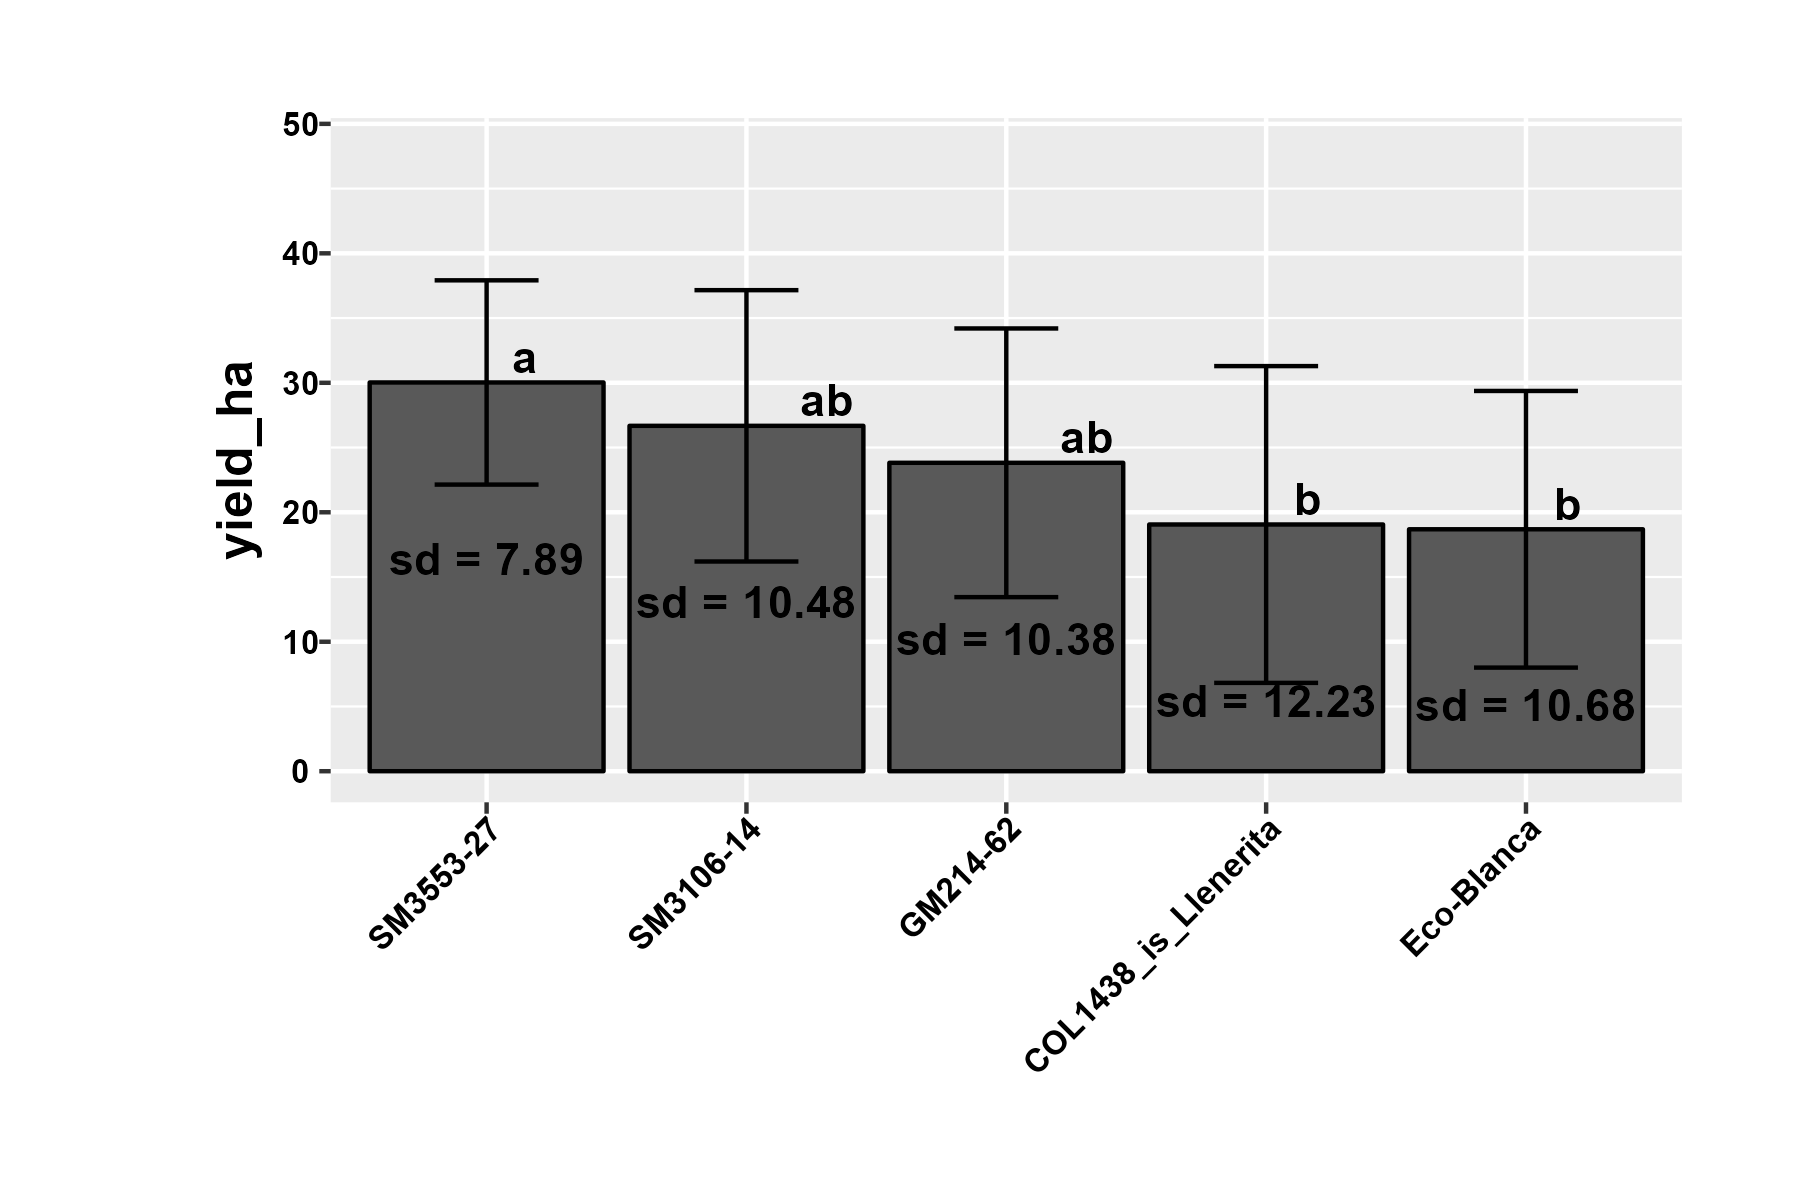 yield_ha
50
40
30
20
10
0
a
ab
ab
b
b
sd = 7.89
sd = 10.48
sd = 10.38
sd = 12.23
sd = 10.68
SM3553-27
SM3106-14
GM214-62
COL1438_is_Llenerita
Eco-Blanca